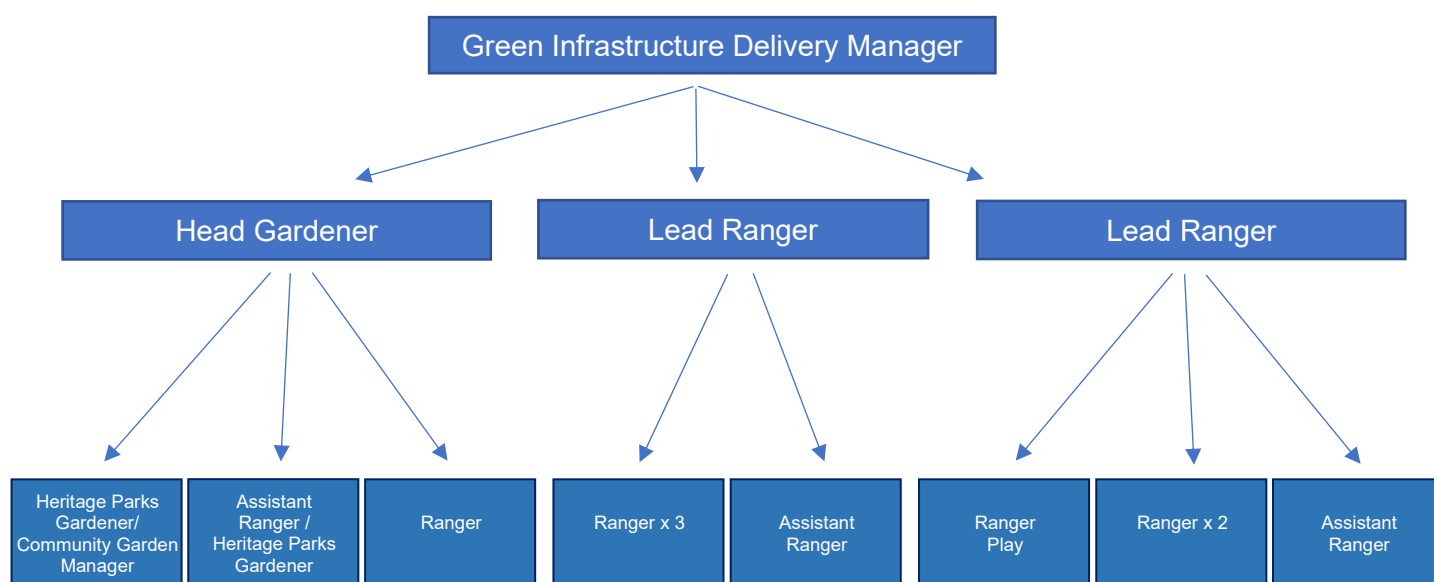 Green Infrastructure Delivery Manager
Head Gardener
Lead Ranger
Lead Ranger
Heritage Parks
Gardener/
Community Garden
Manager
Assistant
Ranger /
Heritage Parks
Gardener
Ranger
Ranger x 3
Assistant
Ranger
Ranger
Play
Ranger x 2
Assistant
Ranger